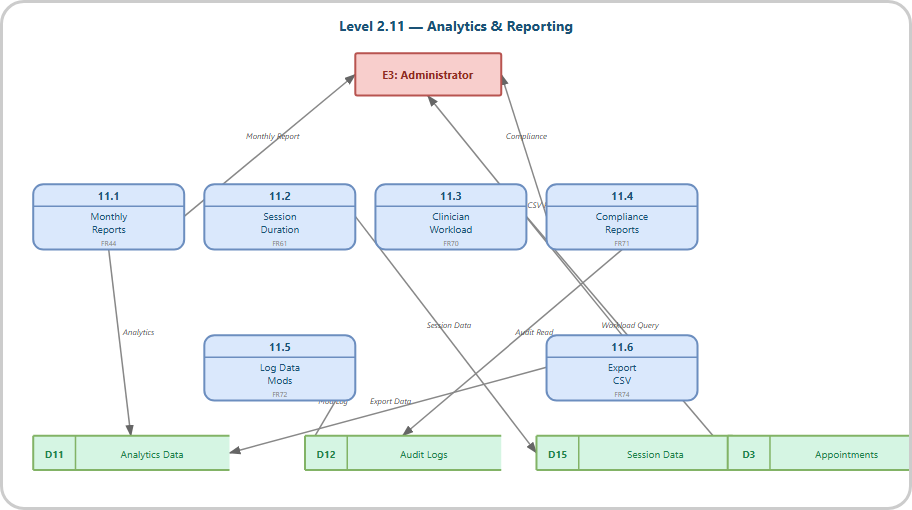 Level 2.11 — Analytics & Reporting
E3: Administrator
Monthly Report
Compliance
11.1
11.2
11.3
11.4
Monthly
Reports
FR44
Session
Duration
FR61
Clinician
Workload
FR70
CSV
Compliance
Reports
FR71
Analytics
Session Data
Audit Read
Workload Query
11.5
Log Data
Mods
FR72
11.6
Export
CSV
FR74
Export Data
D11
Analytics Data
D12
Audit Logs
D15
Session Data
D3
Appointments